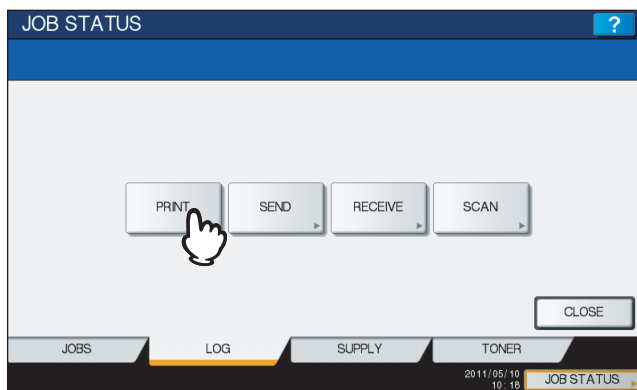 JOB STATUS ?
PRINT SEND RECEIVE SCAN
CLOSE
JOBS LOG SUPPLY TONER
2011/05/10
10:18
JOB STATUS